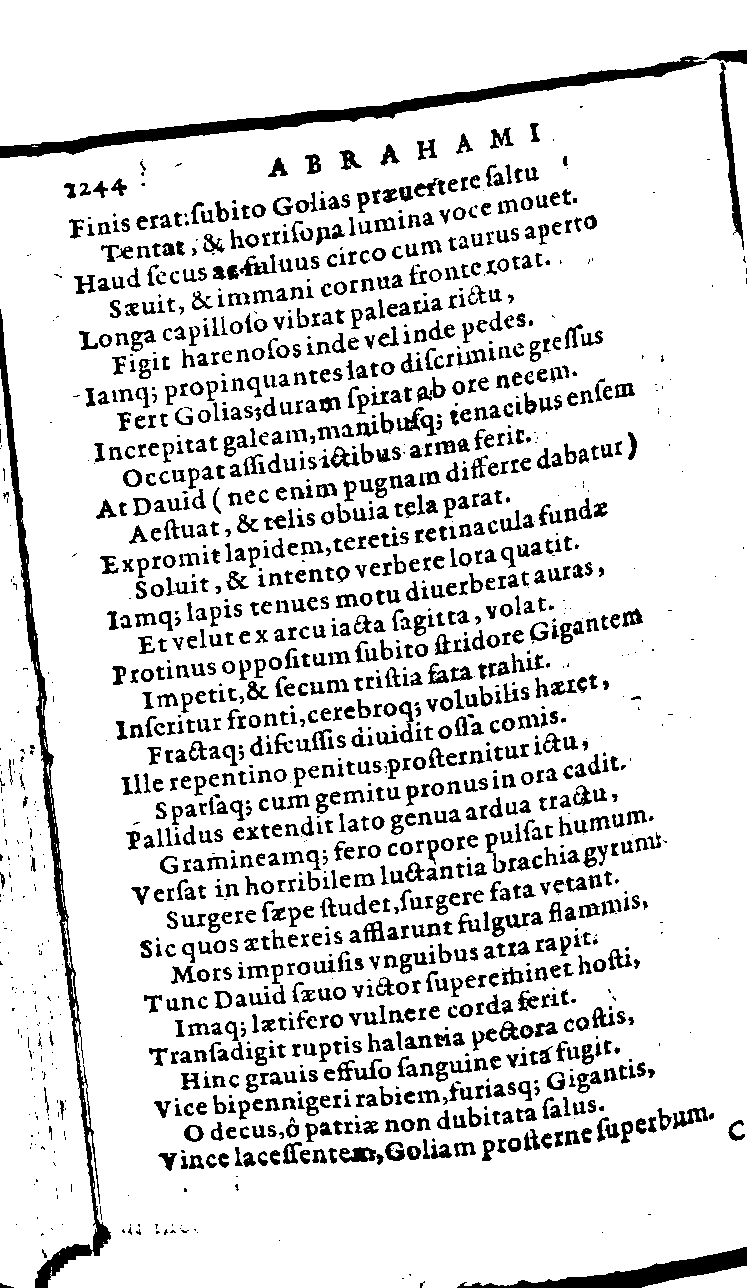 1244 ABRAHAMI
Finis erat:ſubito Golias præuertere ſaltu
Tentat, & horriſona lumina voce mouet.
Haud ſecus ac fuluus circo cum taurus aperto
Sæuit, & immani cornua fronte rotat.
Longa capilloſo vibrat palearia rictu,
Figit harenoſos inde vel inde pedes.
Iamq; propinquantes lato diſcrimine greſſus
Fert Golias;duram ſpirat ab ore necem.
Increpitat galeam,manibuſq; tenacibus enſem
Occupat aſſiduis ictibus arma ferit.
At Dauid ( nec enim pugnam differre dabatur)
Aeſtuat, & telis obuia tela parat.
Expromit lapidem,teretis retinacula fundæ
Soluit, & intento verbere lora quatit.
Iamq; lapis tenues motu diuerberat auras,
Et velut ex arcu iacta ſagitta, volat.
Protinus oppoſitum ſubito ſtridore Gigantem
Impetit,& ſecum triſtia fata trahit.
Inſeritur fronti,cerebroq; volubilis hæret,
Fractaq; diſcuſſis diuidit oſſa comis.
Ille repentino penitus proſternitur ictu,
Sparſaq; cum gemitu pronus in ora cadit.
Pallidus extendit lato genua ardua tractu,
Gramineamq; fero corpore pulſat humum.
Verſat in horribilem luctantia brachia gyrum:
Surgere ſæpe ſtudet,ſurgere fata vetant.
Sic quos æthereis afflarunt fulgura flammis,
Mors improuiſis vnguibus atra rapit.
Tunc Dauid ſæuo victor ſupereminet hoſti,
Imaq; lætifero vulnere corda ferit.
Tranſadigit ruptis halantia pectora coſtis,
Hinc grauis effuſo ſanguine vita fugit.
Vice bipennigeri rabiem,furiasq; Gigantis,
O decus,ô patriæ non dubitata ſalus.
Vince laceſſentem,Goliam proſterne ſuperbum.
C